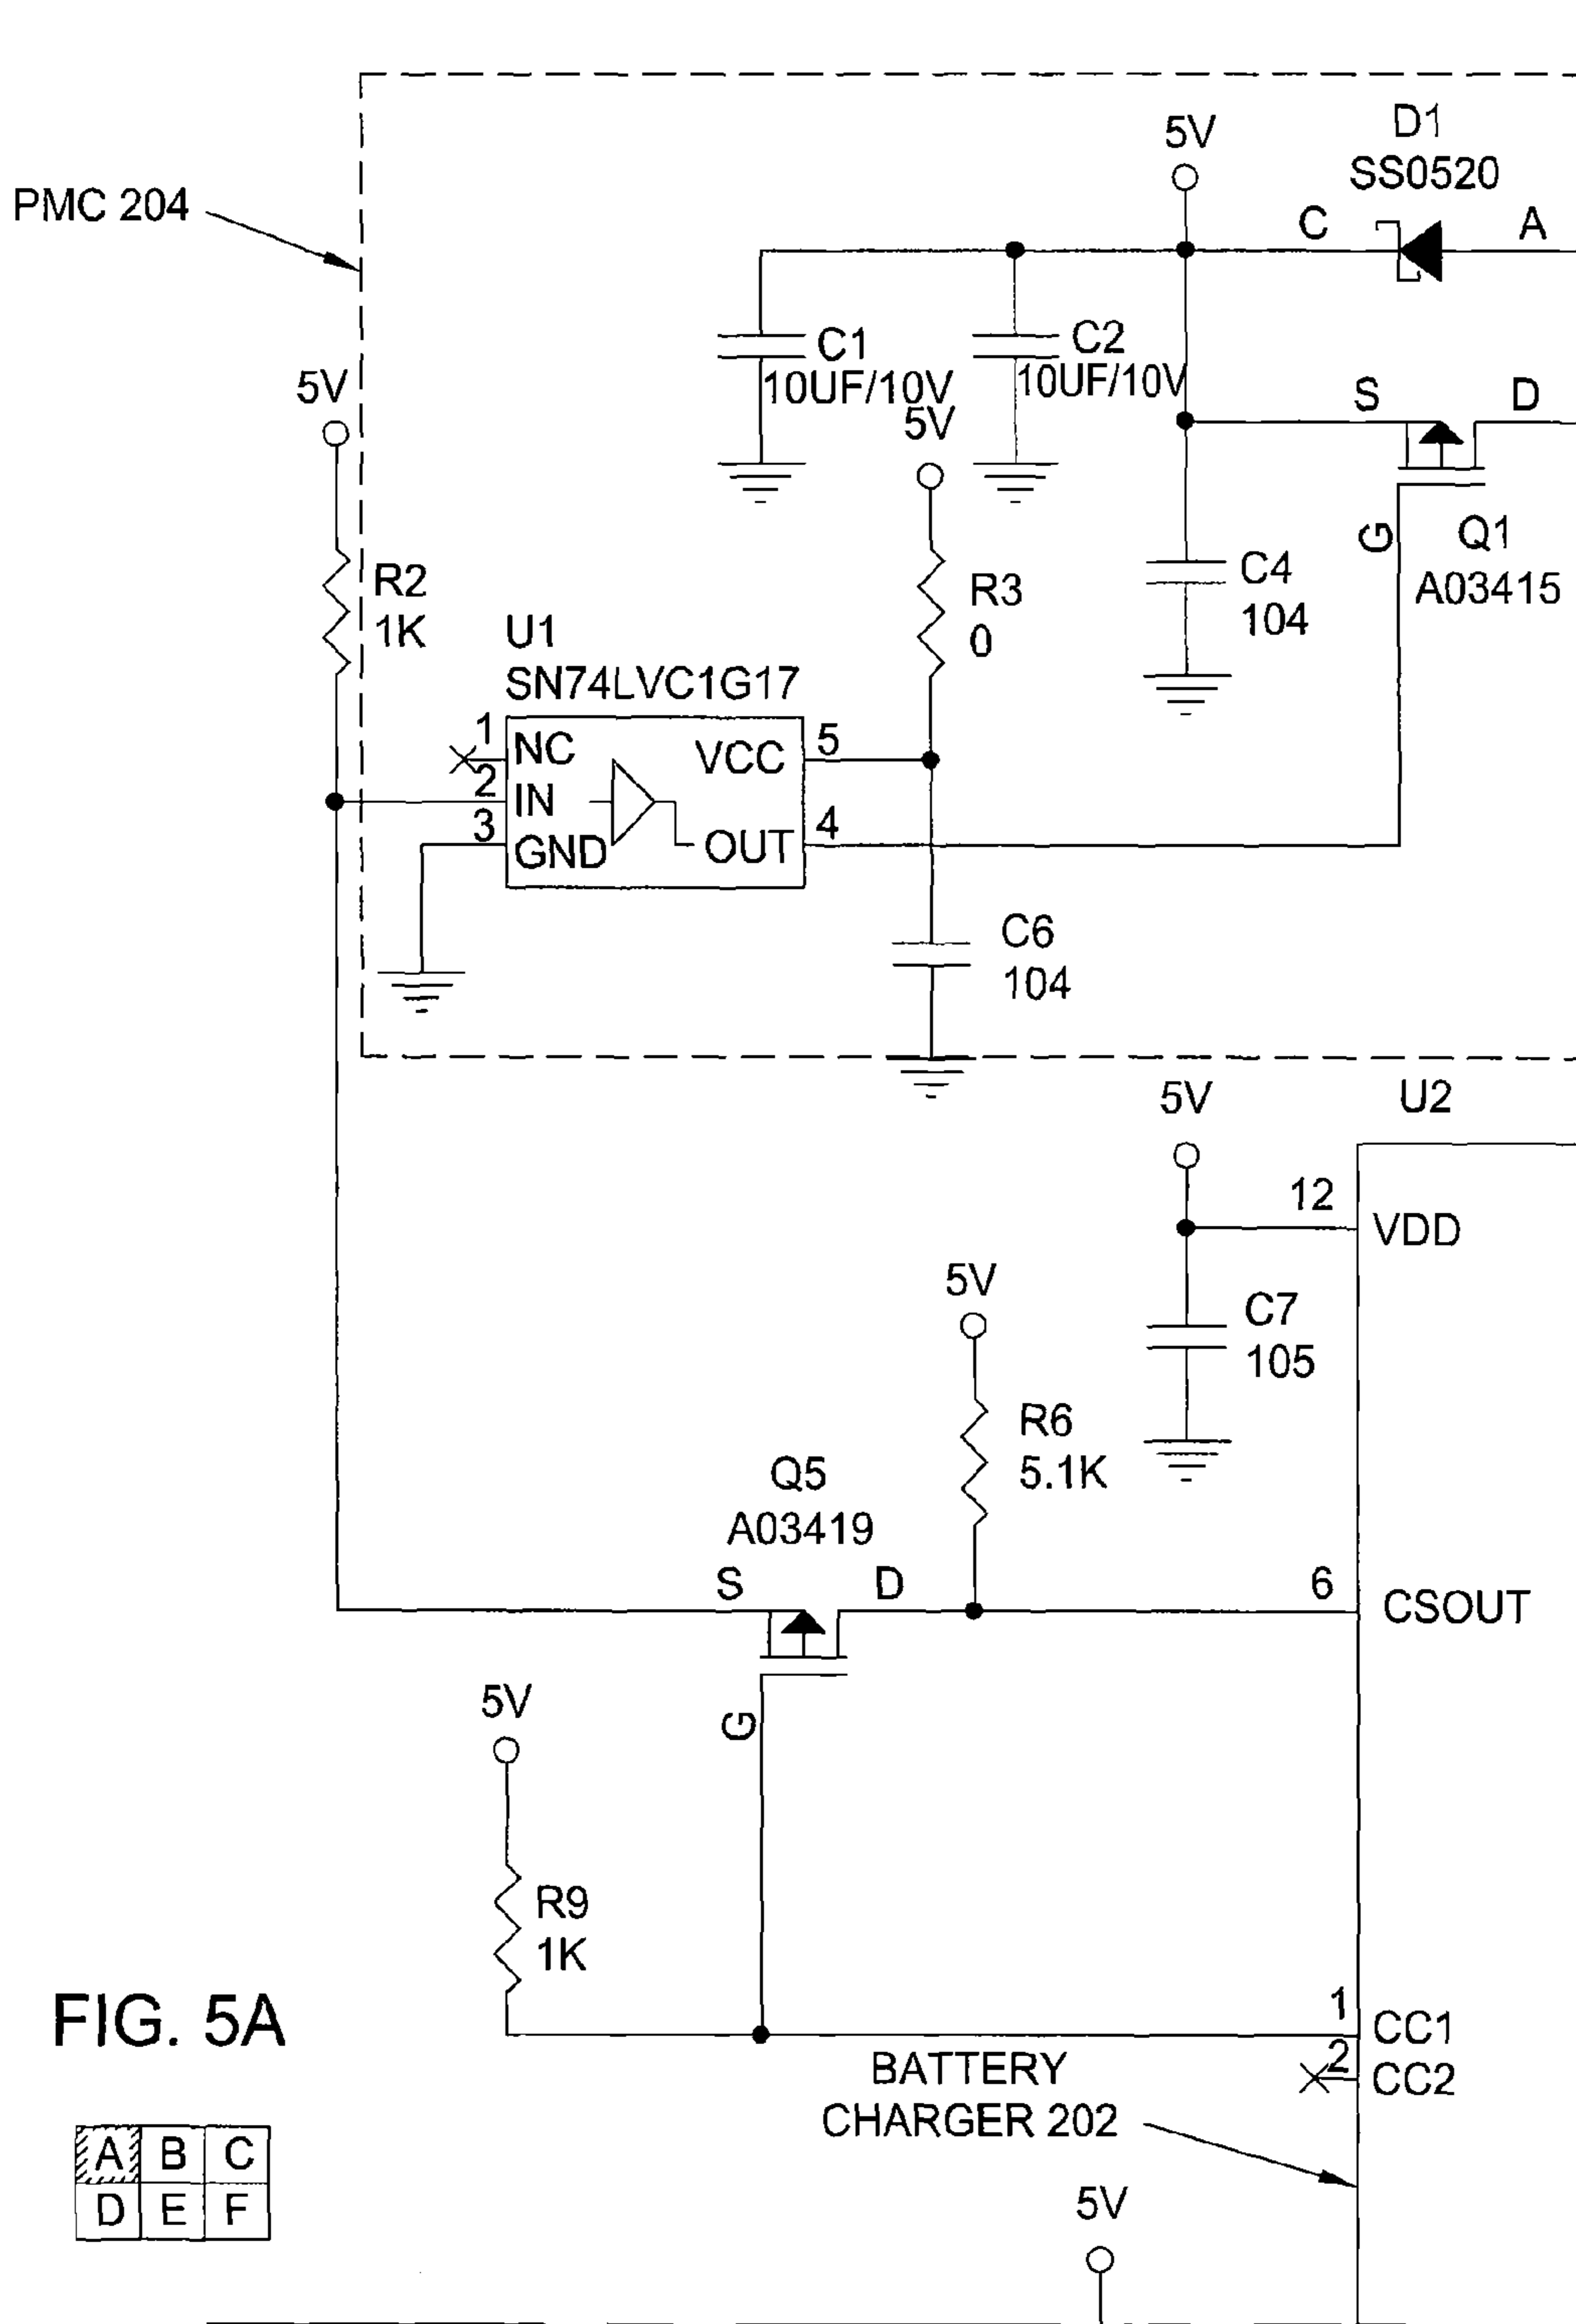 5V
D1
SS0520
PMC 204
C
A
C1
10UF/10V
C2
10UF/10V
5V
5V
S
D
G
Q1
A03415
R2
1K
R3
0
C4
104
U1
SN74LVC1G17
1
NC
VCC
5
2
IN
3
GND
OUT
4
C6
104
5V
U2
12
VDD
5V
C7
105
R6
5.1K
Q5
A03419
S
D
6
CSOUT
5V
G
R9
1K
FIG. 5A
1
CC1
2
CC2
BATTERY
CHARGER 202
A B C
D E F
5V